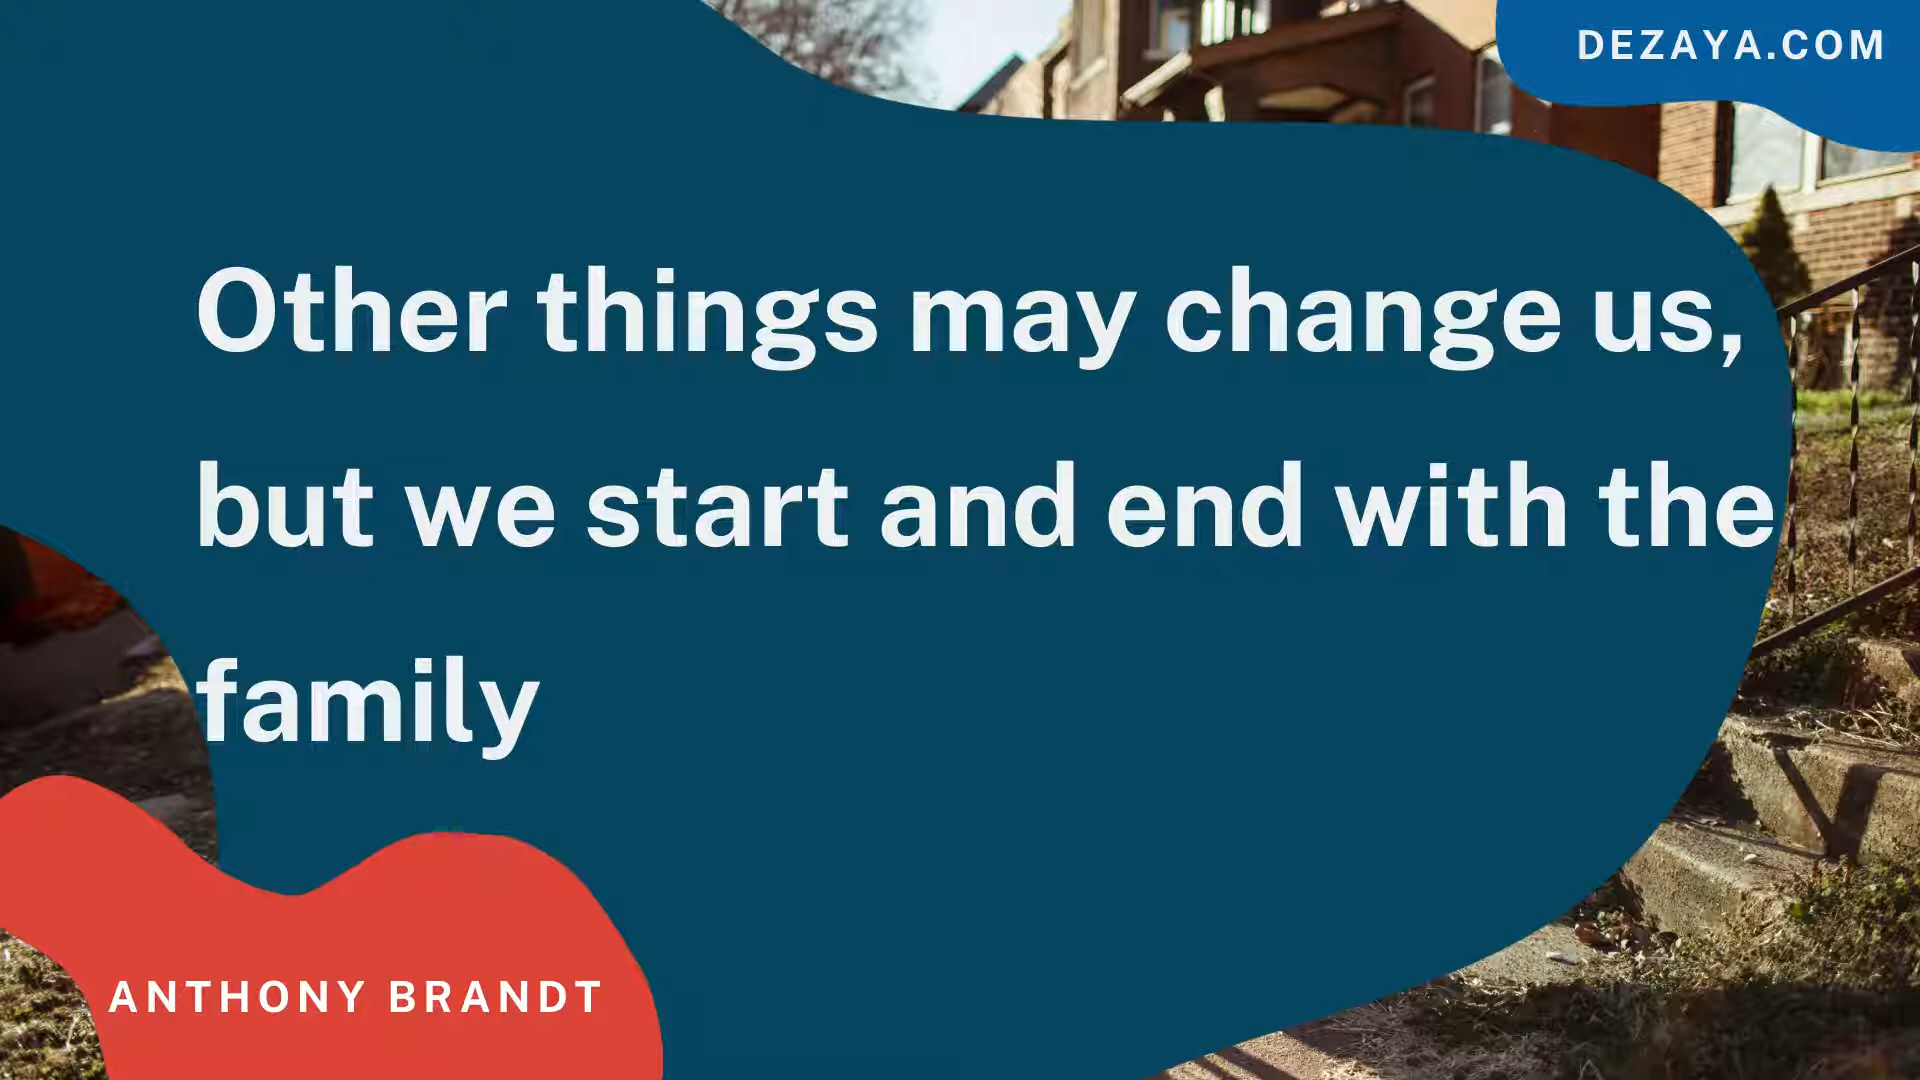 DEZAYA.COM
Other things may change us,
but we start and end with the
family
ANTHONY BRANDT